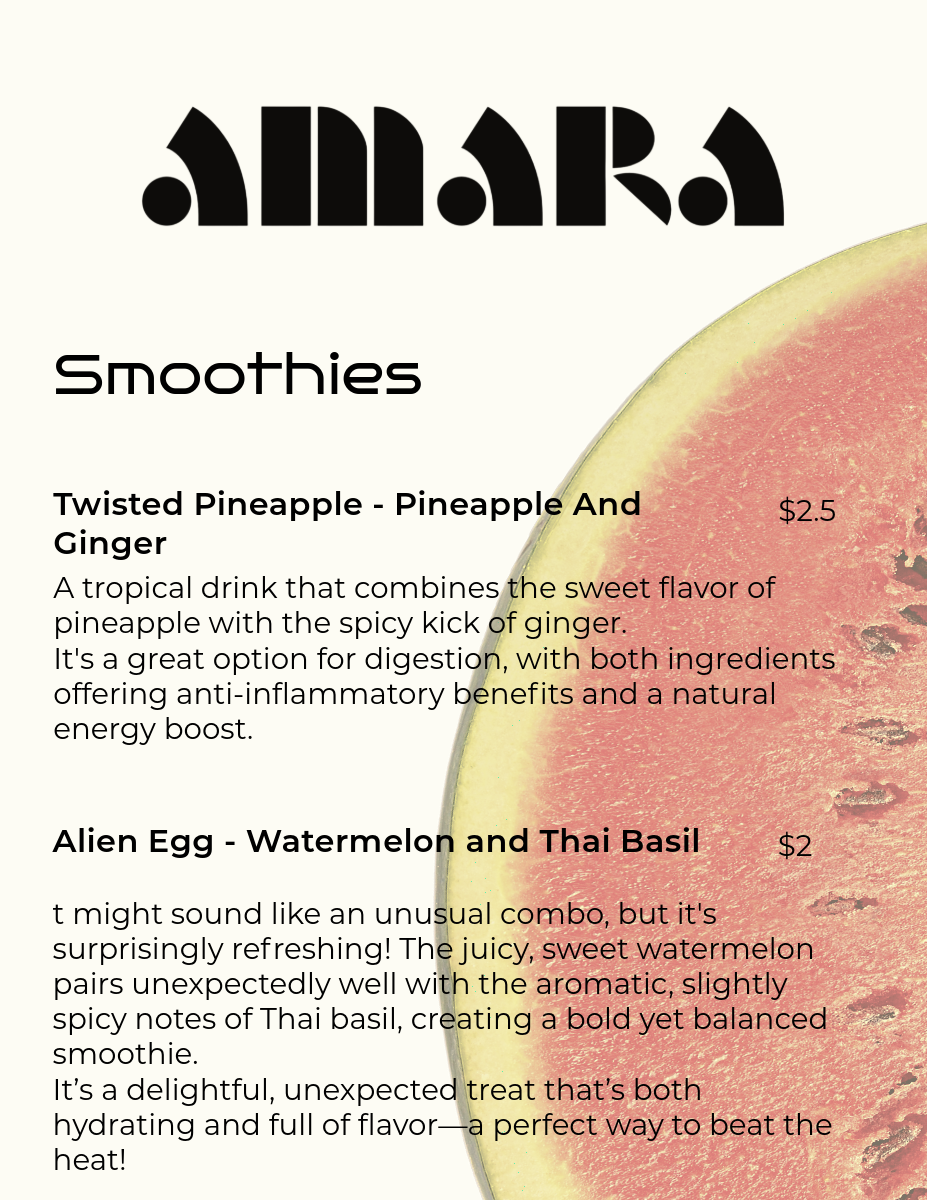 AMARA
Smoothies
Twisted Pineapple - Pineapple And
Ginger
$2.5
A tropical drink that combines the sweet flavor of
pineapple with the spicy kick of ginger.
It's a great option for digestion, with both ingredients
offering anti-inflammatory benefits and a natural
energy boost.
Alien Egg - Watermelon and Thai Basil
$2
t might sound like an unusual combo, but it's
surprisingly refreshing! The juicy, sweet watermelon
pairs unexpectedly well with the aromatic, slightly
spicy notes of Thai basil, creating a bold yet balanced
smoothie.
It’s a delightful, unexpected treat that’s both
hydrating and full of flavor—a perfect way to beat the
heat!